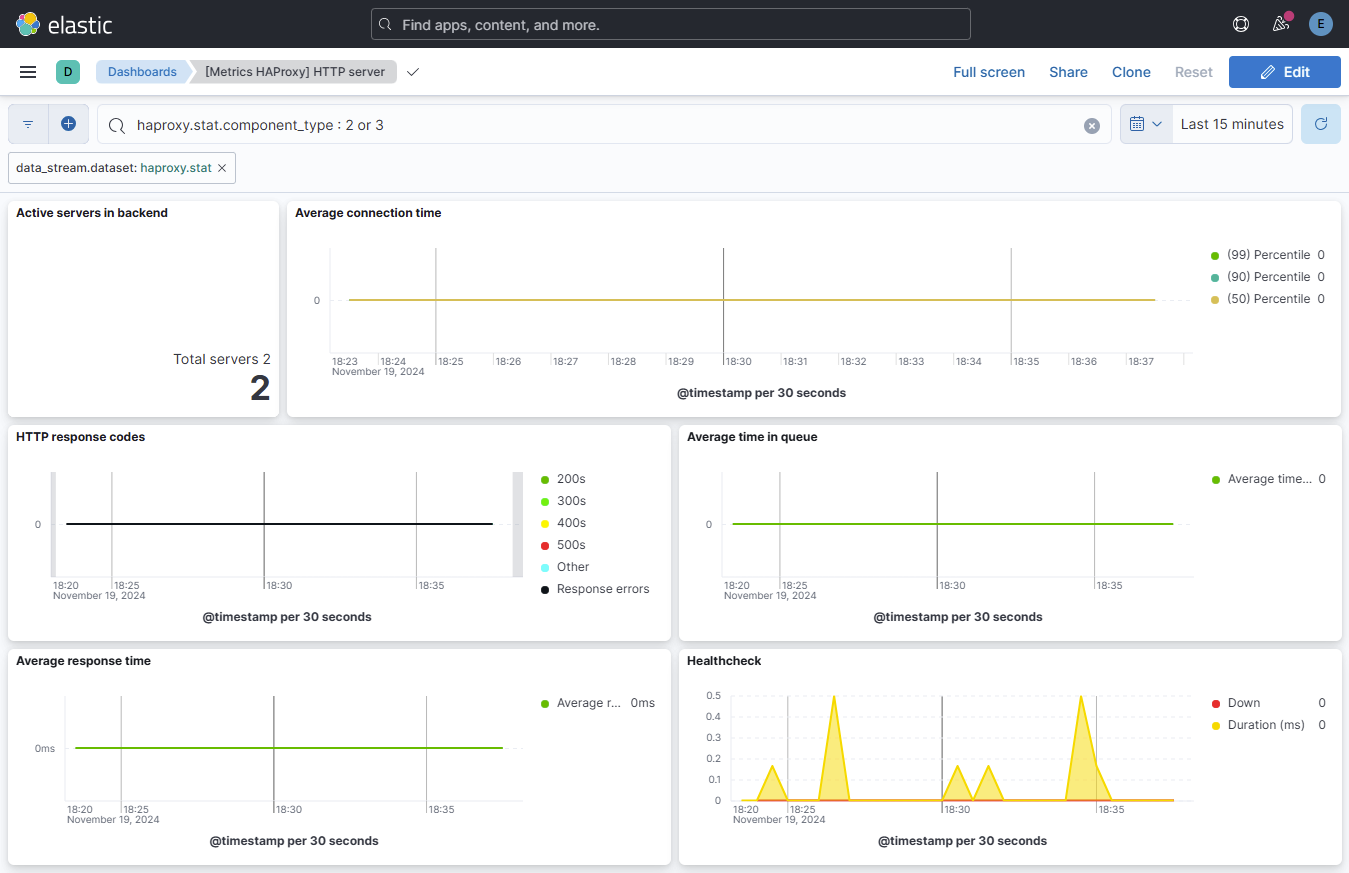 elastic
Find apps, content, and more.
E
D
Dashboards
[Metrics HAProxy] HTTP server
Full screen
Share
Clone
Reset
Edit
haproxy.stat.component_type : 2 or 3
Last 15 minutes
data_stream.dataset: haproxy.stat
Active servers in backend
Total servers 2
2
Average connection time
0
18:23 18:24 18:25 18:26 18:27 18:28 18:29 18:30 18:31 18:32 18:33 18:34 18:35 18:36 18:37
November 19, 2024
@timestamp per 30 seconds
(99) Percentile 0
(90) Percentile 0
(50) Percentile 0
HTTP response codes
0
18:20 18:25 18:30 18:35
November 19, 2024
@timestamp per 30 seconds
200s
300s
400s
500s
Other
Response errors
Average time in queue
0
18:20 18:25 18:30 18:35
November 19, 2024
@timestamp per 30 seconds
Average time... 0
Average response time
0ms
18:20 18:25 18:30 18:35
November 19, 2024
@timestamp per 30 seconds
Average r... 0ms
Healthcheck
0.5
0.4
0.3
0.2
0.1
0
18:20 18:25 18:30 18:35
November 19, 2024
@timestamp per 30 seconds
Down 0
Duration (ms) 0